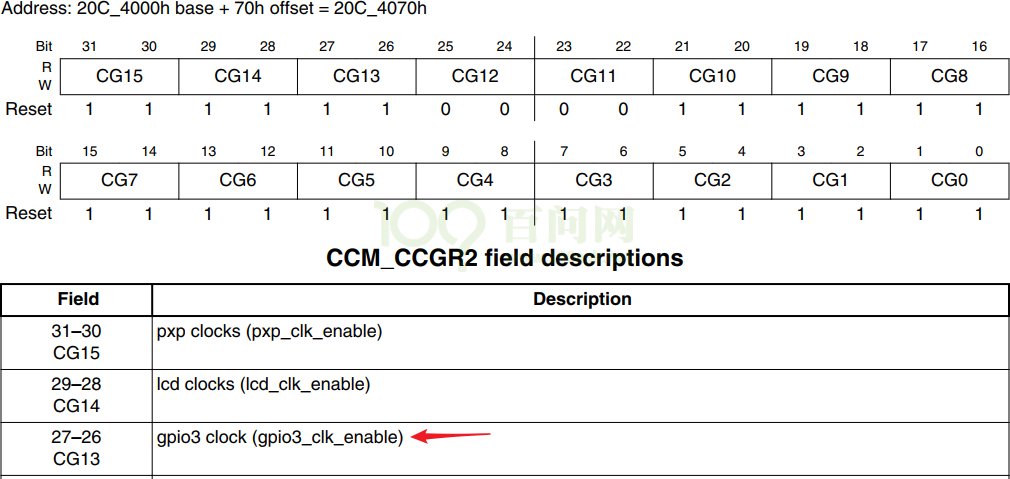 Address: 20C_4000h base + 70h offset = 20C_4070h
Bit 31 30 29 28 27 26 25 24 23 22 21 20 19 18 17 16
R
W
CG15 CG14 CG13 CG12 CG11 CG10 CG9 CG8
Reset 1 1 1 1 1 1 0 0 0 0 1 1 1 1 1 1
Bit 15 14 13 12 11 10 9 8 7 6 5 4 3 2 1 0
R
W
CG7 CG6 CG5 CG4 CG3 CG2 CG1 CG0
Reset 1 1 1 1 1 1 1 1 1 1 1 1 1 1 1 1
100 百问网
CCM_CCGR2 field descriptions
Field Description
31–30
CG15
pxp clocks (pxp_clk_enable)
29–28
CG14
lcd clocks (lcd_clk_enable)
27–26
CG13
gpio3 clock (gpio3_clk_enable)